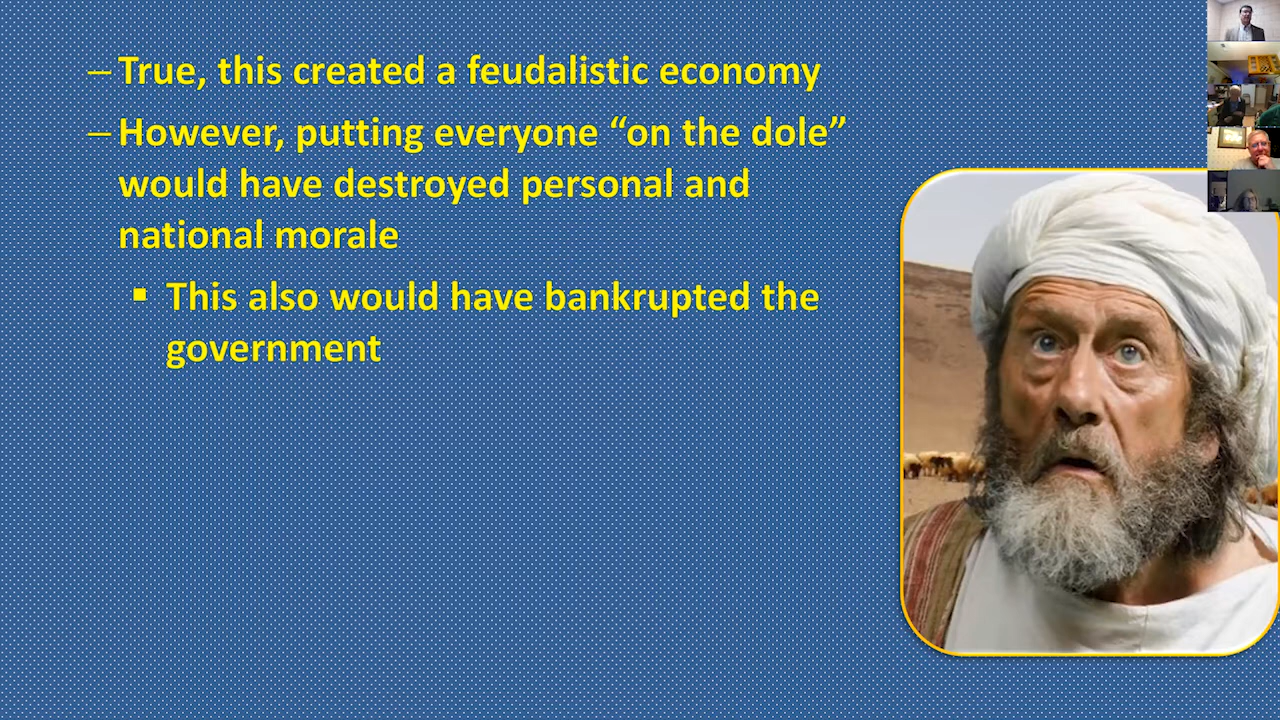 – True, this created a feudalistic economy
– However, putting everyone “on the dole”
would have destroyed personal and
national morale
▪ This also would have bankrupted the
government